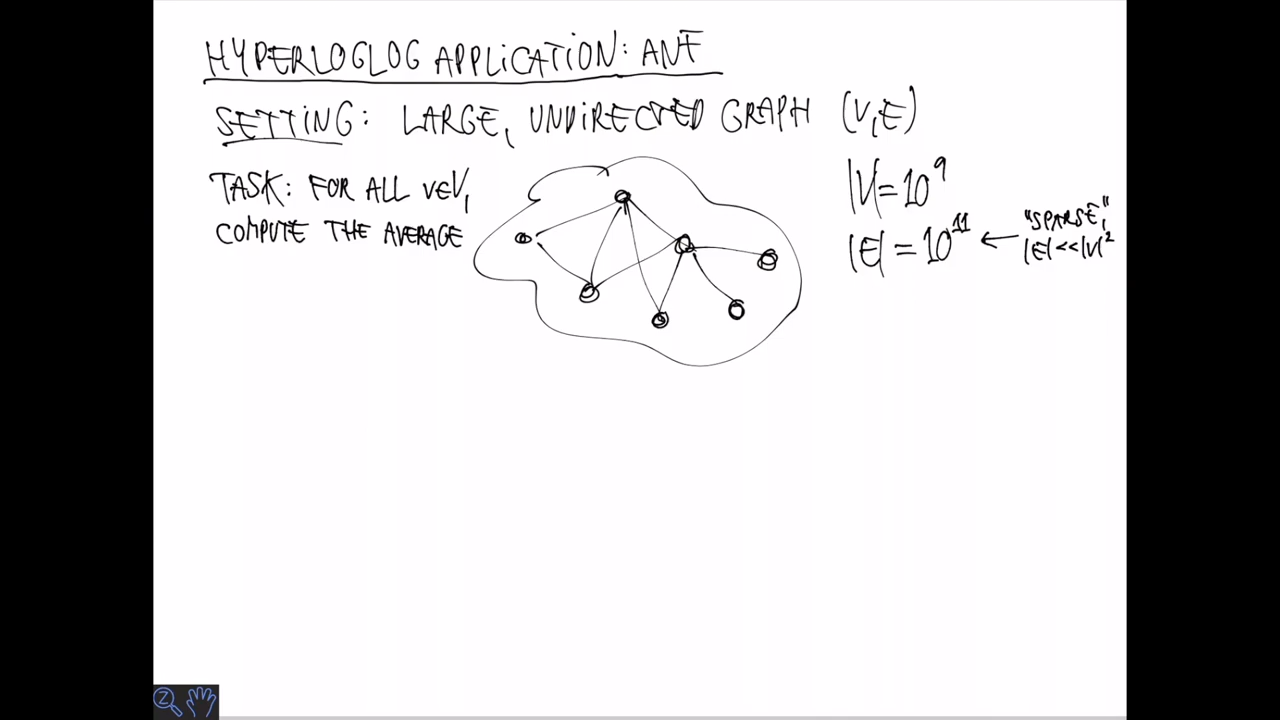 HYPERLOGLOG APPLICATION: ANF
SETTING: LARGE, UNDIRECTED GRAPH (V,E)
TASK: FOR ALL v∈V,
COMPUTE THE AVERAGE
|V|=10^9
|E|=10^11 ← "SPARSE,"
|E|<<|V|^2
Z